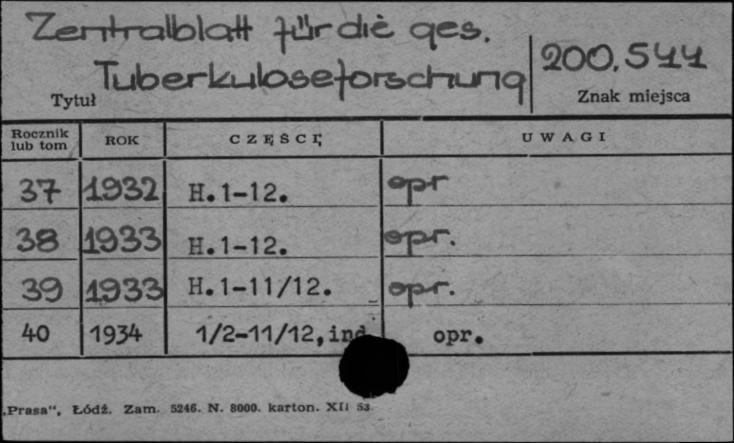 Zentralblatt für die ges.
Tuberkuloseforschung
200.544
Tytuł
Znak miejsca
Rocznik lub tom ROK CZĘŚCI UWAGI
37 1932 H.1-12. opr
38 1933 H.1-12. opr.
39 1933 H.1-11/12. opr.
40 1934 1/2-11/12,ind opr.
„Prasa“, Łódź. Zam. 5246. N. 8000. karton. XII 53